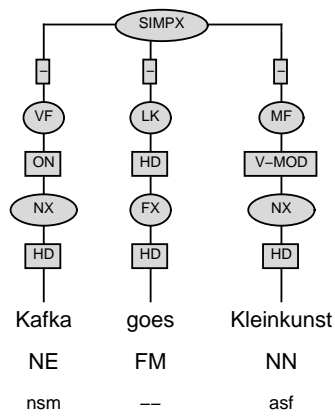 SIMPX
– – –
VF LK MF
ON HD V–MOD
NX FX NX
HD HD HD
Kafka goes Kleinkunst
NE FM NN
nsm –– asf